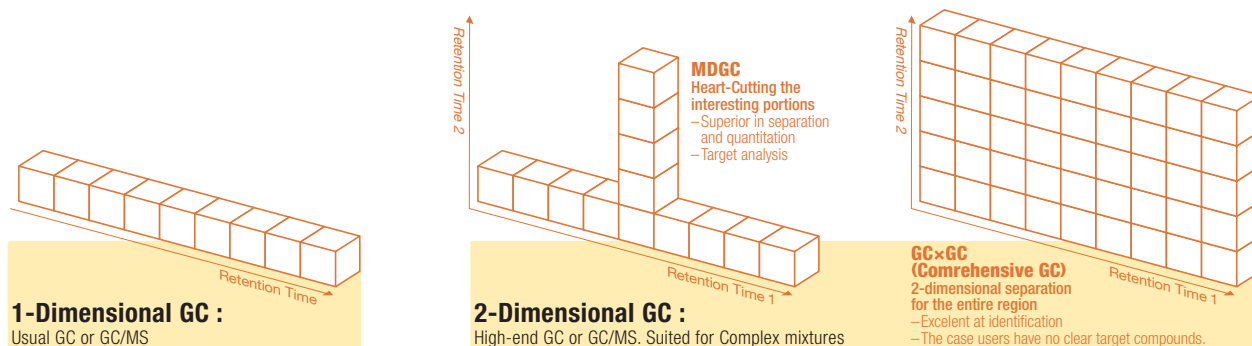 Retention Time
1-Dimensional GC :
Usual GC or GC/MS
Retention Time 2
MDGC
Heart-Cutting the
interesting portions
–Superior in separation
and quantitation
–Target analysis
Retention Time 1
2-Dimensional GC :
High-end GC or GC/MS. Suited for Complex mixtures
Retention Time 2
Retention Time 1
GC×GC
(Comrehensive GC)
2-dimensional separation
for the entire region
–Excelent at identification
–The case users have no clear target compounds.